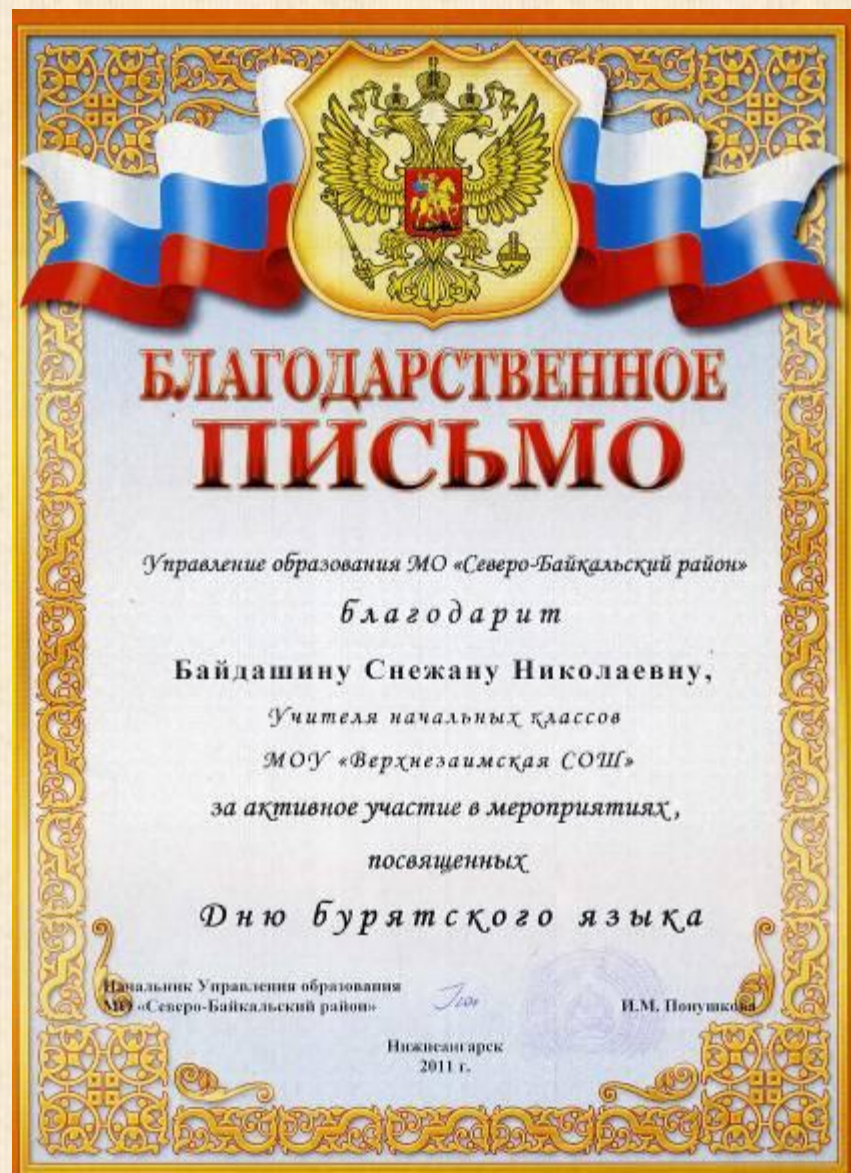 БЛАГОДАРСТВЕННОЕ
ПИСЬМО
Управление образования МО «Северо-Байкальский район»
благодарит
Байдашину Снежану Николаевну,
Учителя начальных классов
МОУ «Верхнезаимская СОШ»
за активное участие в мероприятиях,
посвященных
Дню бурятского языка
Начальник Управления образования
МО «Северо-Байкальский район»
И.М. Понушкова
Нижнеангарск
2011 г.